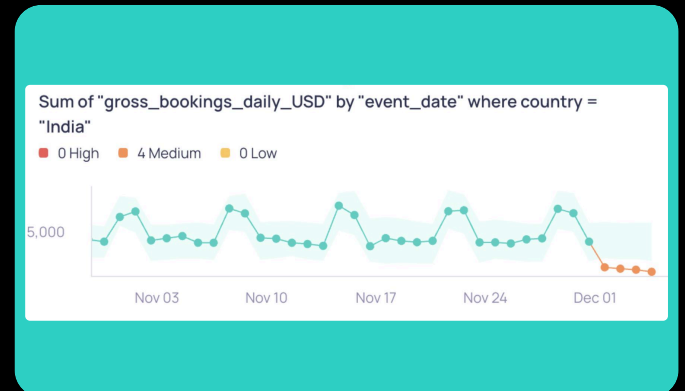 Sum of "gross_bookings_daily_USD" by "event_date" where country =
"India"
0 High 4 Medium 0 Low
5,000
Nov 03 Nov 10 Nov 17 Nov 24 Dec 01